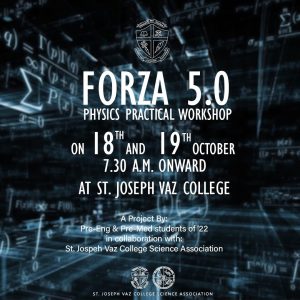 FORZA 5.0
PHYSICS PRACTICAL WORKSHOP
ON 18TH AND 19TH OCTOBER
7.30 A.M. ONWARD
AT ST. JOSEPH VAZ COLLEGE
A Project By:
Pre-Eng & Pre-Med students of '22
in collaboration with:
St. Jospeh Vaz College Science Association
ST. JOSEPH VAZ COLLEGE SCIENCE ASSOCIATION